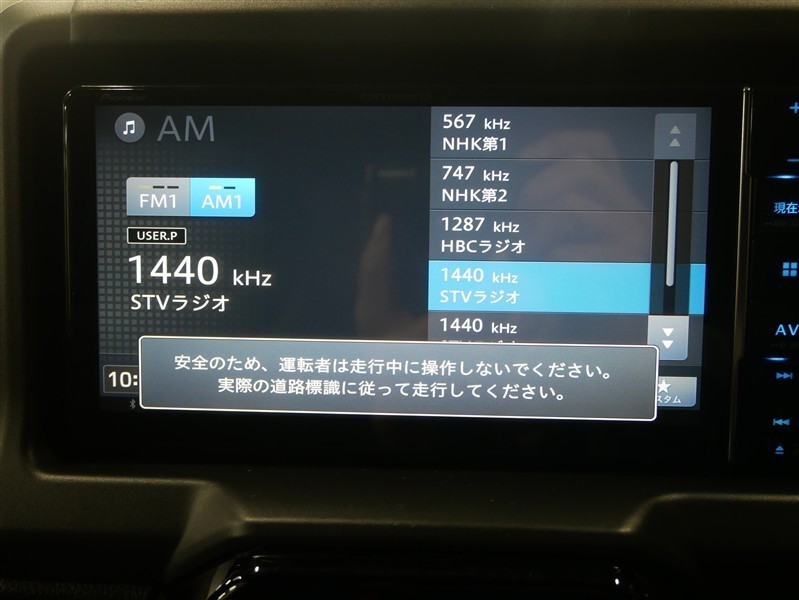 AM
FM1
AM1
USER.P
1440 kHz
STVラジオ
567 kHz
NHK第1
747 kHz
NHK第2
1287 kHz
HBCラジオ
1440 kHz
STVラジオ
1440 kHz
安全のため、運転者は走行中に操作しないでください。
実際の道路標識に従って走行してください。
10:
スタム
現在
AV